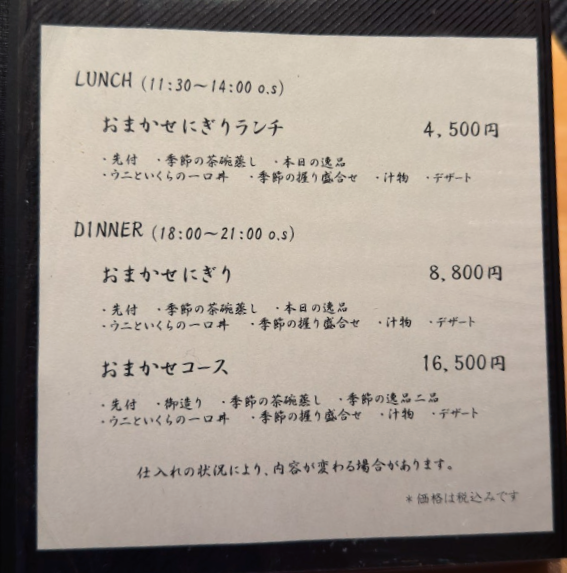 LUNCH (11:30～14:00 o.s)
おまかせにぎりランチ 4,500円
・先付 ・季節の茶碗蒸し ・本日の逸品
・ウニといくらの一口丼 ・季節の握り盛合せ ・汁物 ・デザート
DINNER (18:00～21:00 o.s)
おまかせにぎり 8,800円
・先付 ・季節の茶碗蒸し ・本日の逸品
・ウニといくらの一口丼 ・季節の握り盛合せ ・汁物 ・デザート
おまかせコース 16,500円
・先付 ・御造り ・季節の茶碗蒸し ・季節の逸品二品
・ウニといくらの一口丼 ・季節の握り盛合せ ・汁物 ・デザート
仕入れの状況により、内容が変わる場合があります。
＊価格は税込みです